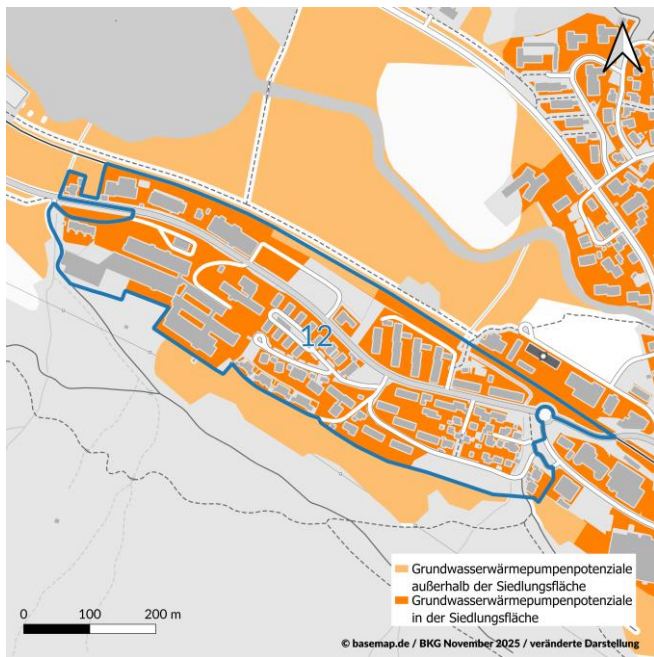 12
Grundwasserwärmepumpenpotenziale
außerhalb der Siedlungsfläche
Grundwasserwärmepumpenpotenziale
in der Siedlungsfläche
0 100 200 m
© basemap.de / BKG November 2025 / veränderte Darstellung